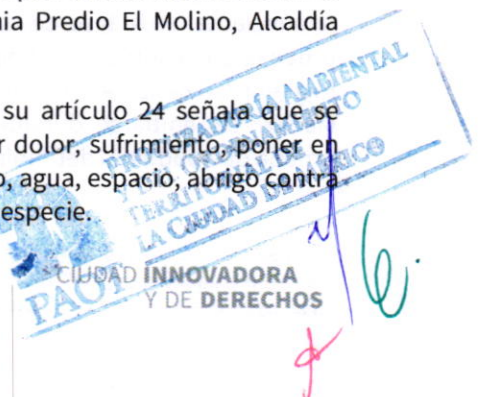 nia Predio El Molino, Alcaldía
su artículo 24 señala que se
r dolor, sufrimiento, poner en
o, agua, espacio, abrigo contra
especie.
PROCURADURÍA AMBIENTAL
Y DEL ORDENAMIENTO
TERRITORIAL DE
LA CIUDAD DE MÉXICO
PAOT
CIUDAD INNOVADORA
Y DE DERECHOS